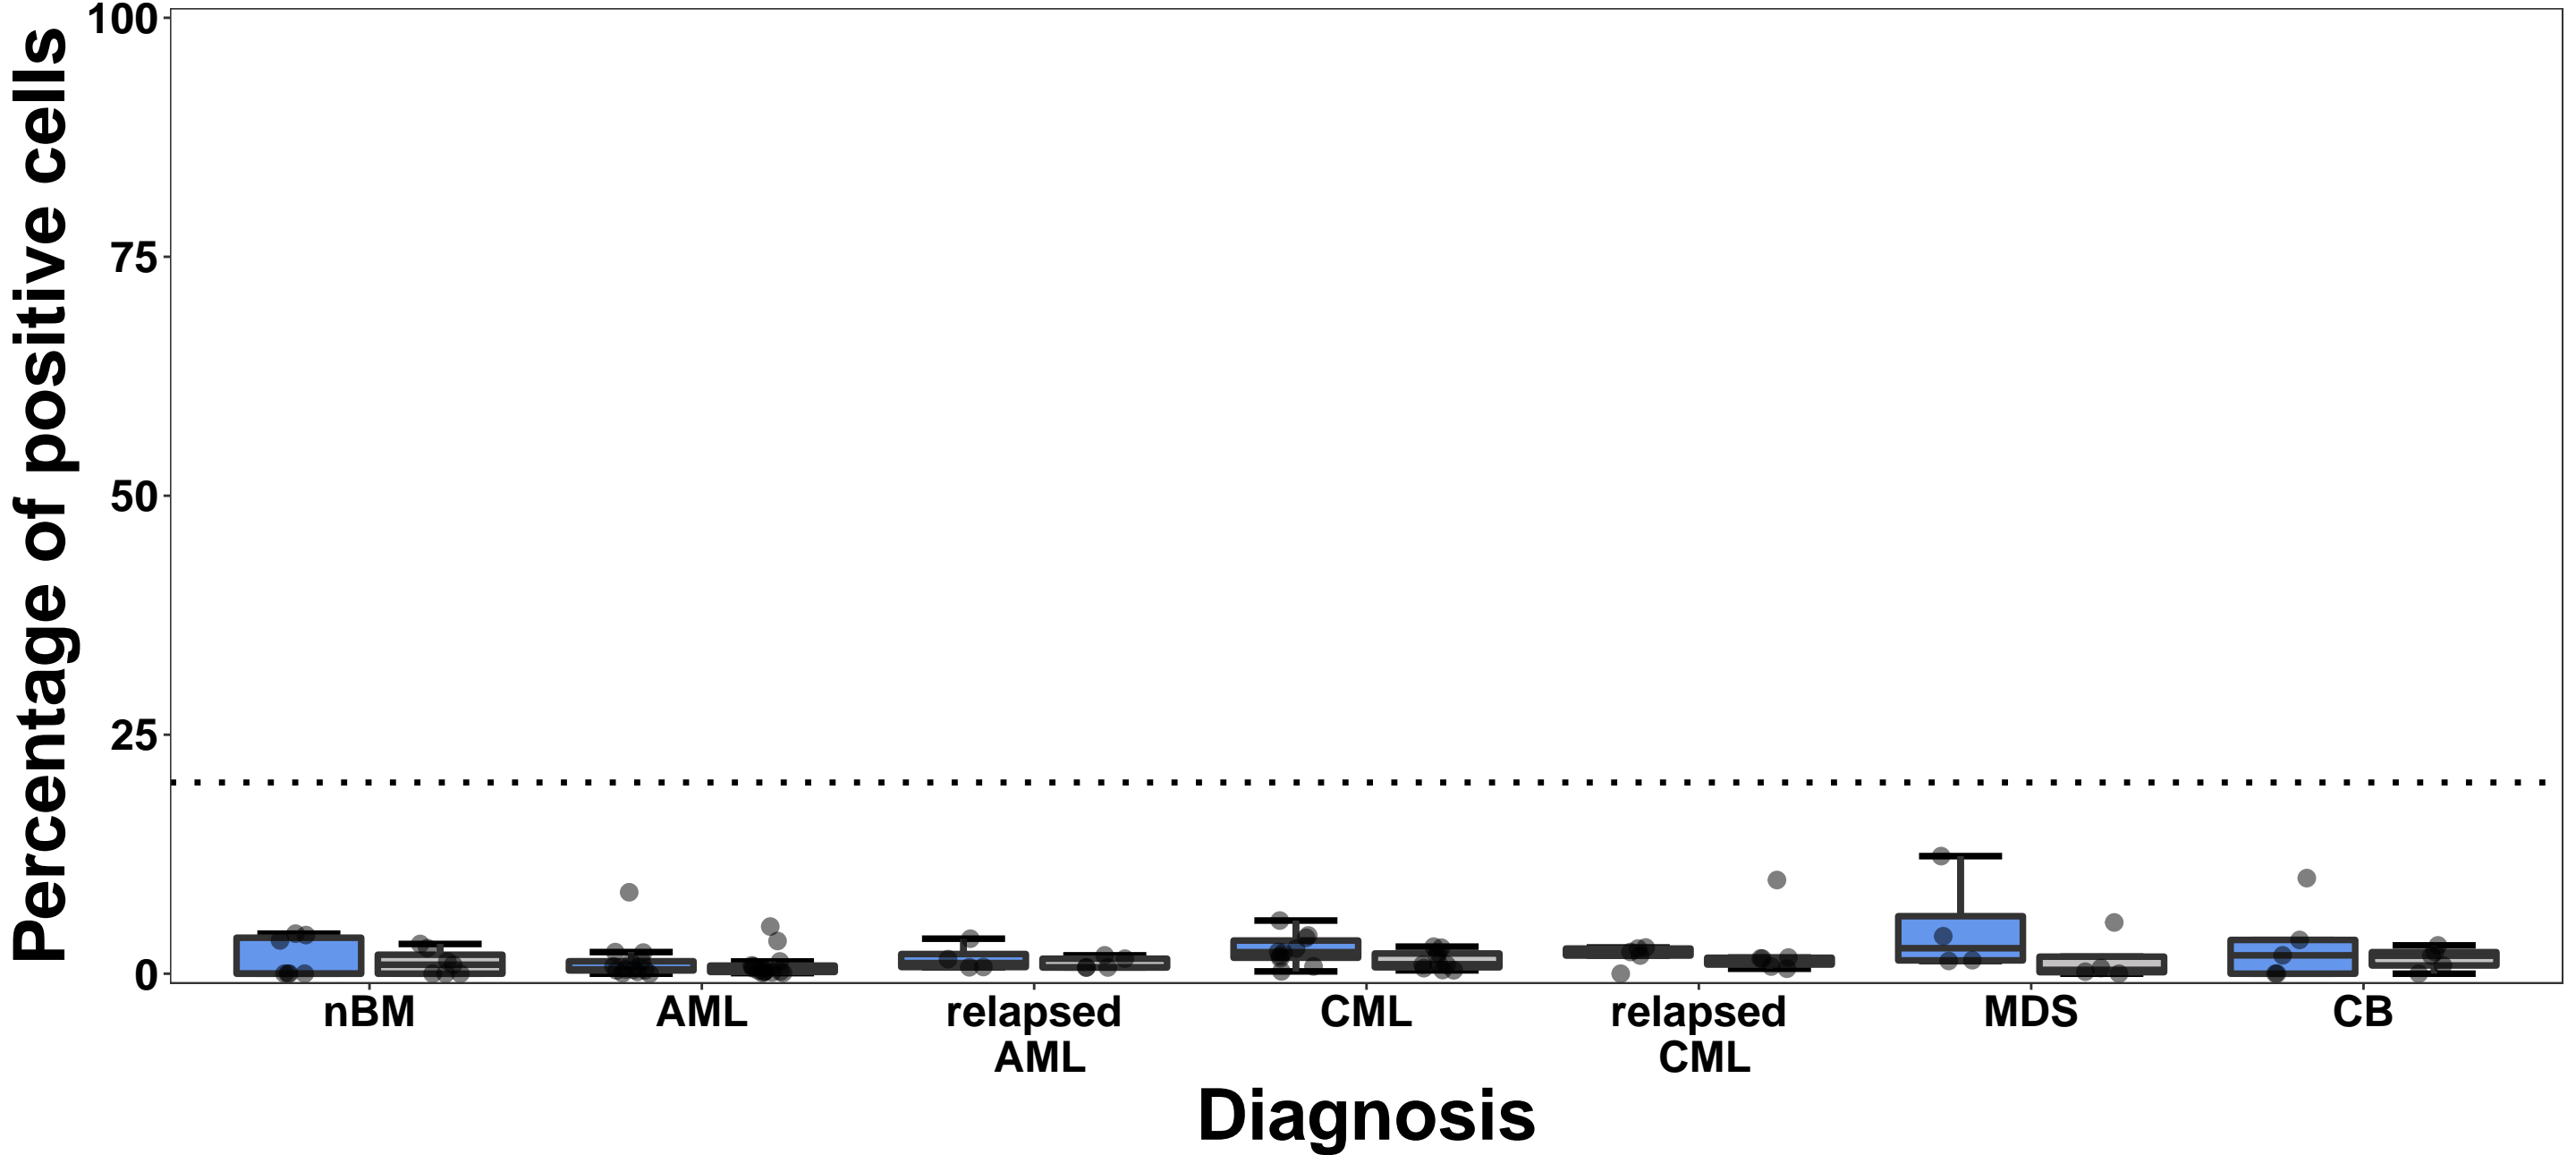 Percentage of positive cells
100
75
50
25
0
nBM AML relapsed CML relapsed MDS CB
AML CML
Diagnosis